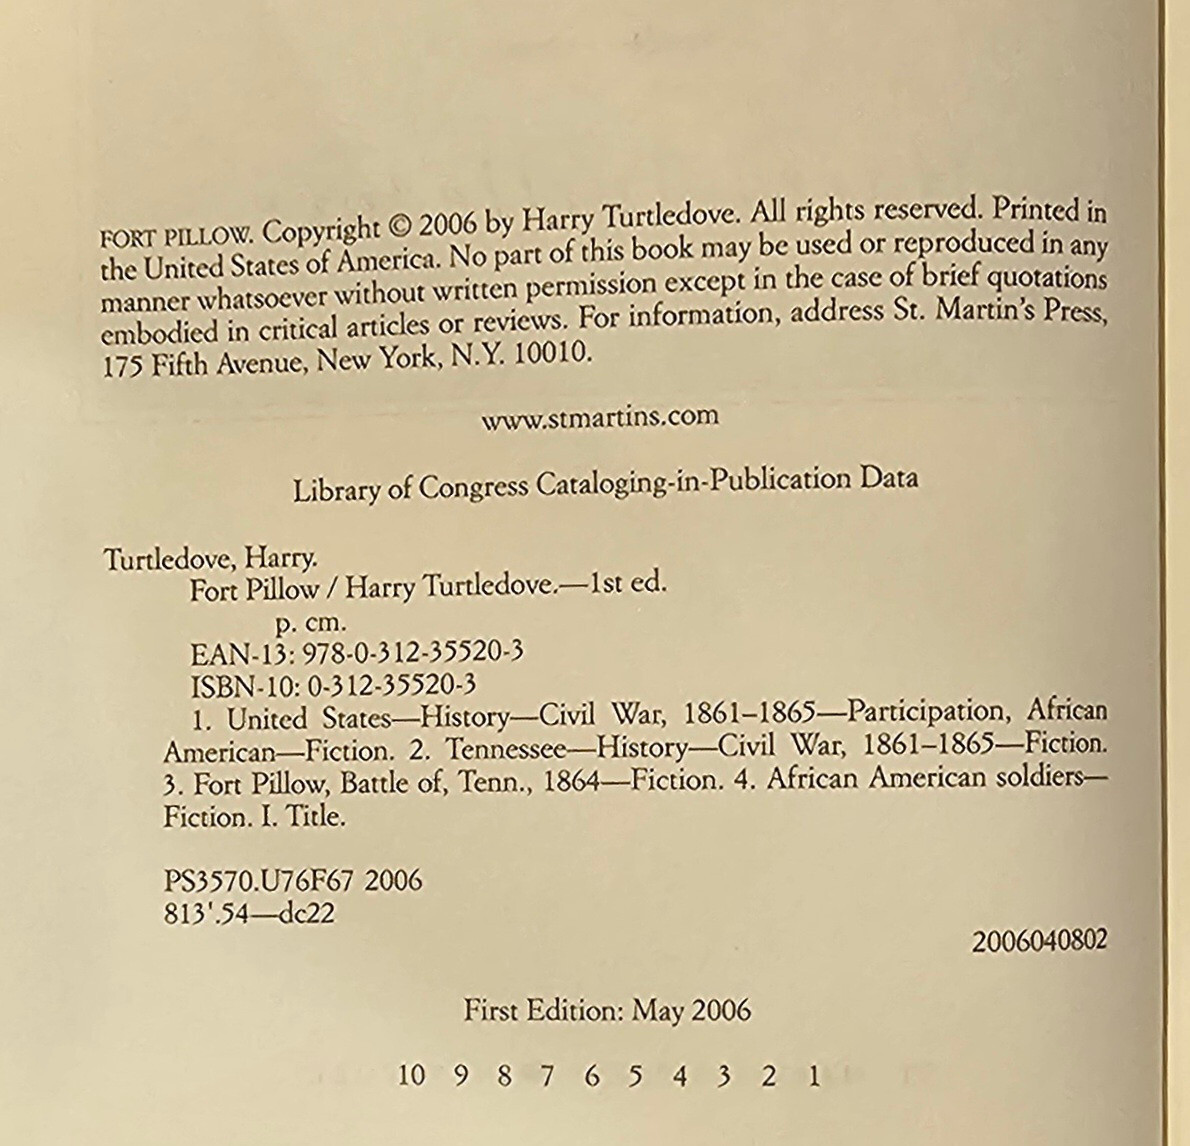 FORT PILLOW. Copyright © 2006 by Harry Turtledove. All rights reserved. Printed in
the United States of America. No part of this book may be used or reproduced in any
manner whatsoever without written permission except in the case of brief quotations
embodied in critical articles or reviews. For information, address St. Martin's Press,
175 Fifth Avenue, New York, N.Y. 10010.
www.stmartins.com
Library of Congress Cataloging-in-Publication Data
Turtledove, Harry.
Fort Pillow / Harry Turtledove.—1st ed.
p. cm.
EAN-13: 978-0-312-35520-3
ISBN-10: 0-312-35520-3
1. United States—History—Civil War, 1861–1865—Participation, African
American—Fiction. 2. Tennessee—History—Civil War, 1861–1865—Fiction.
3. Fort Pillow, Battle of, Tenn., 1864—Fiction. 4. African American soldiers—
Fiction. I. Title.
PS3570.U76F67 2006
813'.54—dc22
2006040802
First Edition: May 2006
10 9 8 7 6 5 4 3 2 1